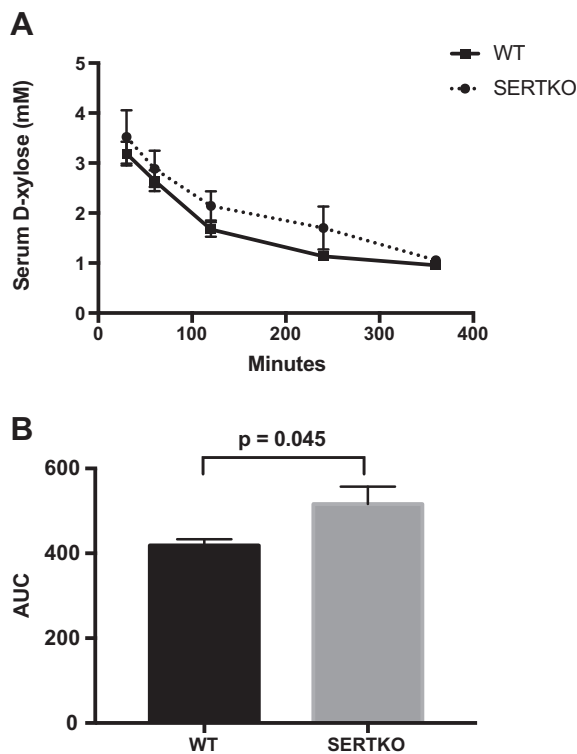 A
WT
SERTKO
Serum D-xylose (mM)
5
4
3
2
1
0
0 100 200 300 400
Minutes
B
p = 0.045
AUC
600
400
200
0
WT SERTKO